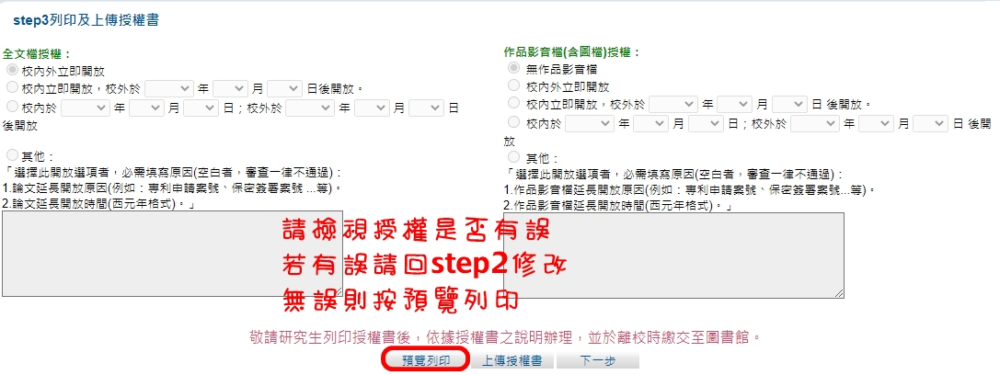 step3列印及上傳授權書
全文檔授權：
校內外立即開放
校內立即開放，校外於 年 月 日後開放。
校內於 年 月 日；校外於 年 月 日
後開放
其他：
「選擇此開放選項者，必需填寫原因(空白者，審查一律不通過)：
1.論文延長開放原因(例如：專利申請案號、保密簽署案號 ...等)。
2.論文延長開放時間(西元年格式)。」
作品影音檔(含圖檔)授權：
無作品影音檔
校內外立即開放
校內立即開放，校外於 年 月 日 後開放。
校內於 年 月 日；校外於 年 月 日 後開
放
其他：
「選擇此開放選項者，必需填寫原因(空白者，審查一律不通過)：
1.作品影音檔延長開放原因(例如：專利申請案號、保密簽署案號...等)。
2.作品影音檔延長開放時間(西元年格式)。」
請檢視授權是否有誤
若有誤請回step2修改
無誤則按預覽列印
敬請研究生列印授權書後，依據授權書之說明辦理，並於離校時繳交至圖書館。
預覽列印 上傳授權書 下一步